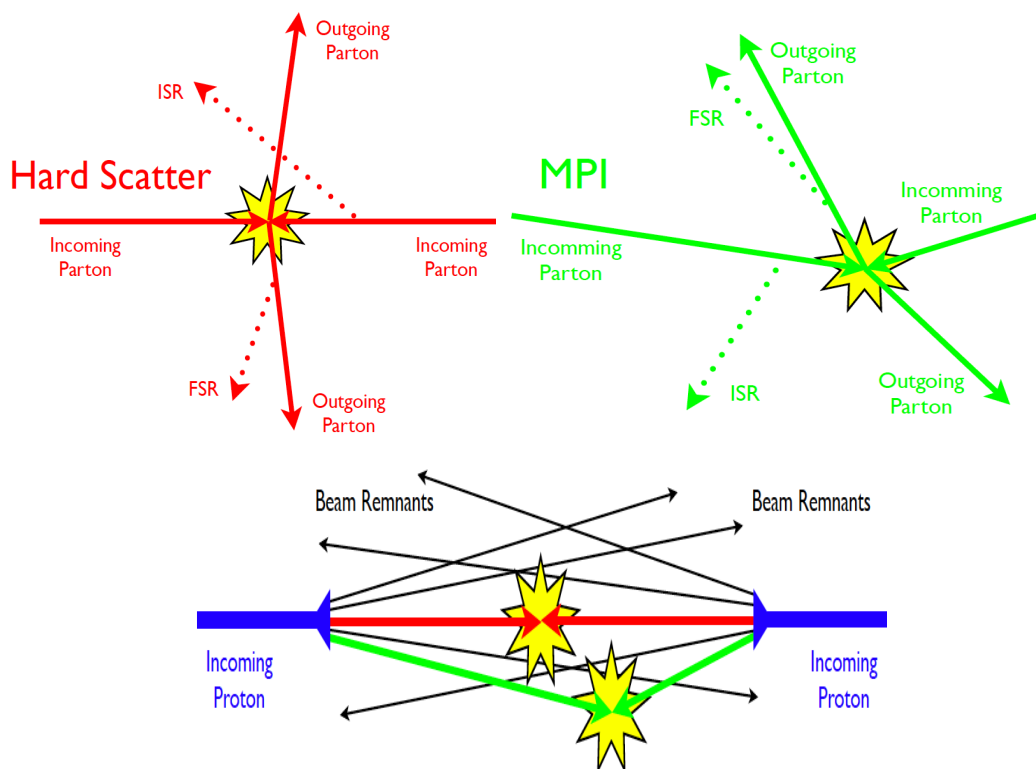 Outgoing
Parton
ISR
Hard Scatter
Incoming
Parton
Incoming
Parton
FSR
Outgoing
Parton
Outgoing
Parton
FSR
MPI
Incomming
Parton
Incomming
Parton
ISR
Outgoing
Parton
Beam Remnants
Beam Remnants
Incoming
Proton
Incoming
Proton